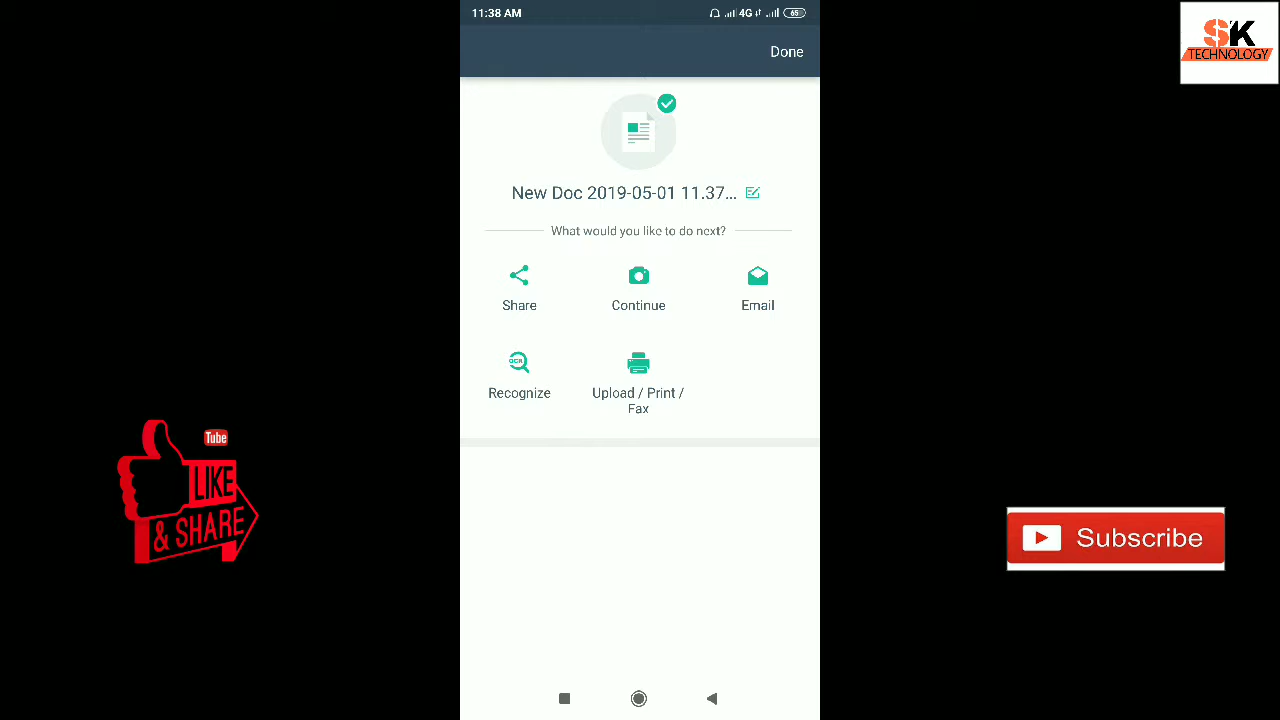 11:38 AM
4G
65
SK
TECHNOLOGY
Done
New Doc 2019-05-01 11.37...
What would you like to do next?
Share
Continue
Email
OCR
Recognize
Upload / Print /
Fax
Tube
LIKE
& SHARE
Subscribe